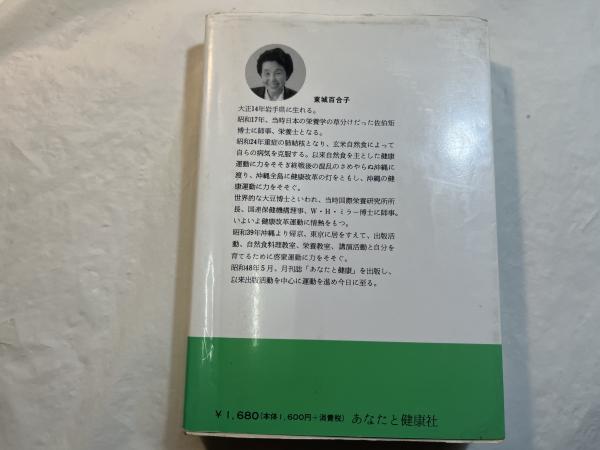 東城百合子
大正14年岩手県に生れる。
昭和17年、当時日本の栄養学の草分けだった佐伯矩
博士に師事、栄養士となる。
昭和24年重症の肺結核となり、玄米自然食によって
自らの病気を克服する。以来自然食を主とした健康
運動に力をそそぎ終戦後の混乱のさめやらぬ沖縄に
渡り、沖縄全島に健康改革の灯をともし、沖縄の健
康運動に力をそそぐ。
世界的な大豆博士といわれ、当時国際栄養研究所所
長、国連保健機構理事、W・H・ミラー博士に師事。
いよいよ健康改革運動に情熱をもつ。
昭和39年沖縄より帰京、東京に居をすえて、出版活
動、自然食料理教室、栄養教室、講演活動と自分を
育てるために啓蒙運動に力をそそぐ。
昭和48年5月、月刊誌「あなたと健康」を出版し、
以来出版活動を中心に運動を進め今日に至る。
¥1,680(本体1,600円+消費税) あなたと健康社